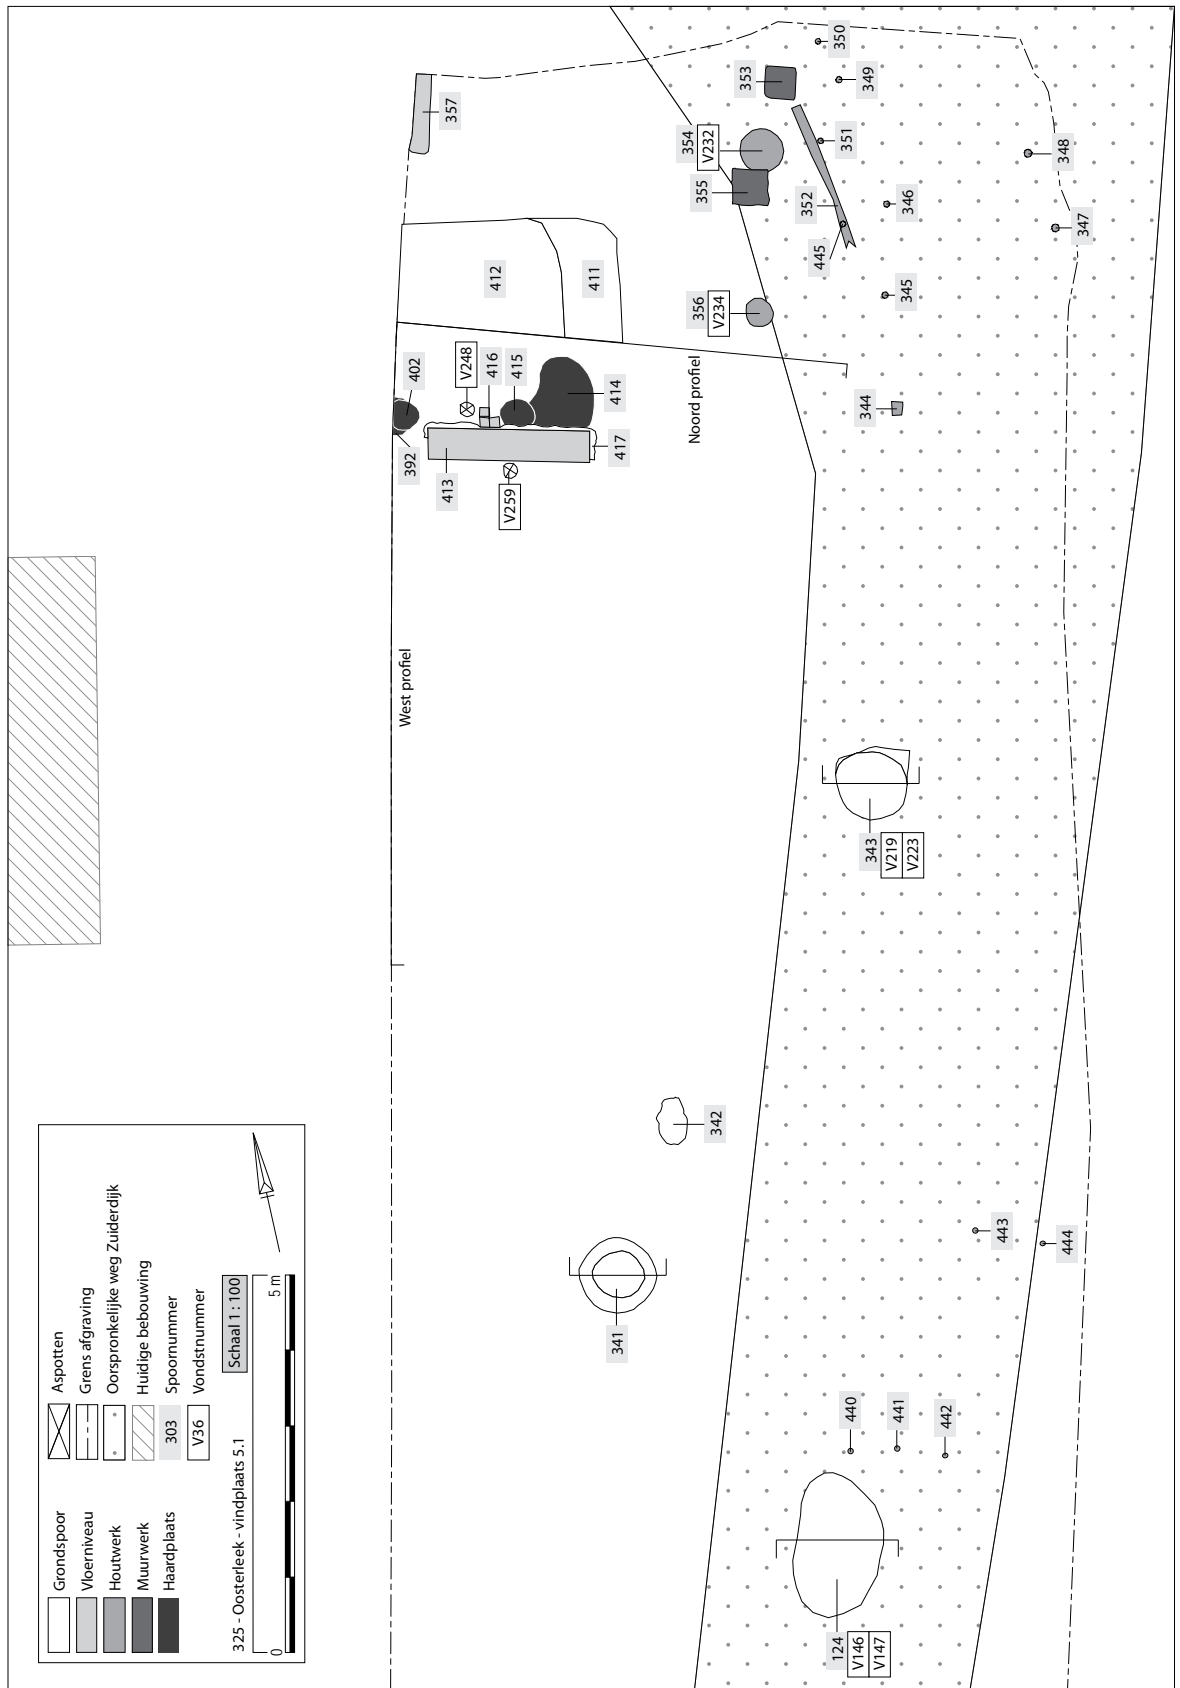 Grondspoor
Vloerniveau
Houtwerk
Muurwerk
Haardplaats
Aspotten
Grens afgraving
Oorspronkelijke weg Zuiderdijk
Huidige bebouwing
303 Spoornummer
V36 Vondstnummer
325 - Oosterleek - vindplaats 5.1
Schaal 1 : 100
0
5 m
West profiel
Noord profiel
357
412
411
402
392
V248
416
415
414
417
413
V259
353
350
349
354
V232
355
351
352
445
346
348
347
345
356
V234
344
343
V219
V223
342
341
443
444
440
441
442
124
V146
V147